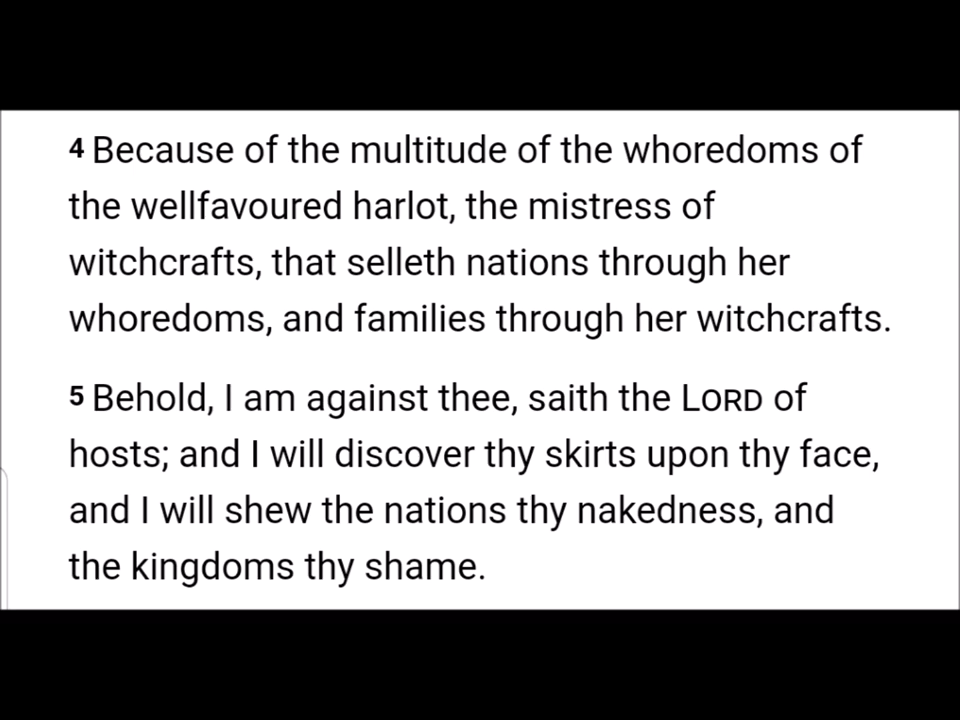 4 Because of the multitude of the whoredoms of
the wellfavoured harlot, the mistress of
witchcrafts, that selleth nations through her
whoredoms, and families through her witchcrafts.
5 Behold, I am against thee, saith the LORD of
hosts; and I will discover thy skirts upon thy face,
and I will shew the nations thy nakedness, and
the kingdoms thy shame.